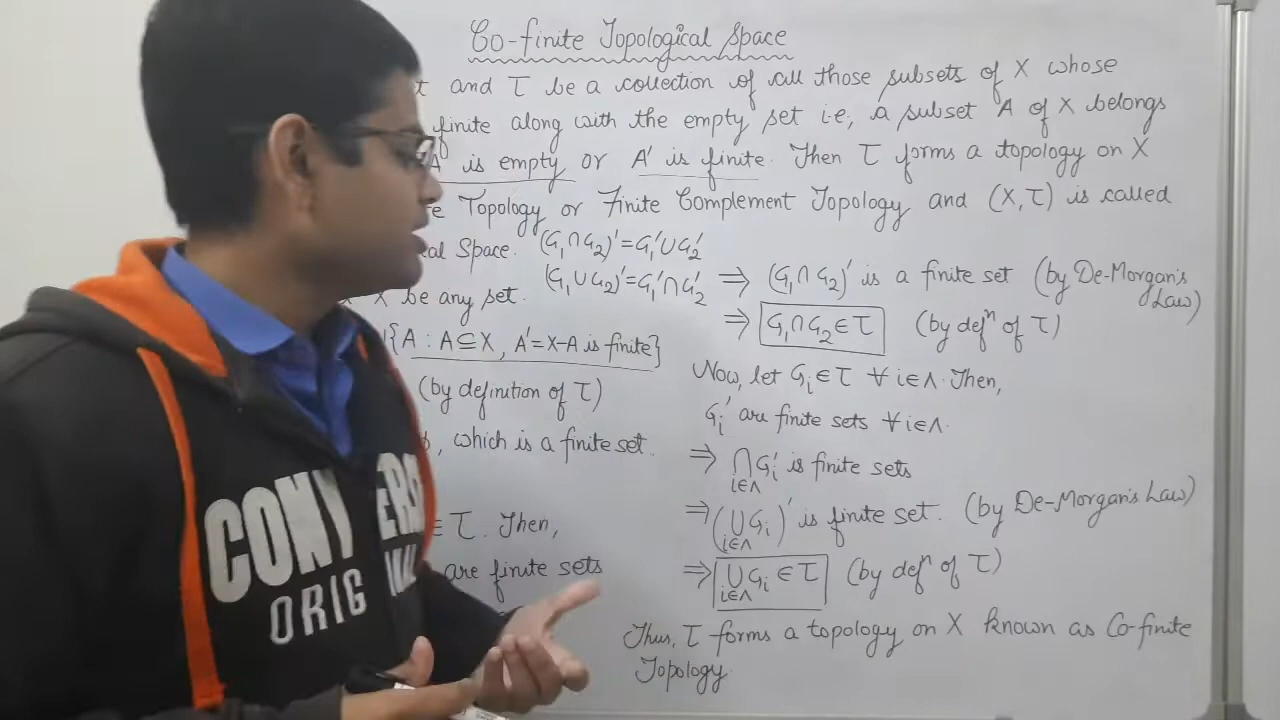 Co-finite Topological Space
t and τ be a collection of all those subsets of X whose
finite along with the empty set i.e., a subset A of X belongs
A is empty or A' is finite. Then τ forms a topology on X
e Topology or Finite Complement Topology and (X, τ) is called
al Space.
(G₁∩G₂)' = G₁'∪G₂'
(G₁∪G₂)' = G₁'∩G₂'
X be any set.
{A : A⊆X, A' = X-A is finite}
(by definition of τ)
, which is a finite set.
∈ τ. Then,
are finite sets
⇒ (G₁∩G₂)' is a finite set (by De-Morgan's Law)
⇒ G₁∩G₂ ∈ τ (by defⁿ of τ)
Now, let Gᵢ ∈ τ ∀ i∈Λ. Then,
Gᵢ' are finite sets ∀ i∈Λ.
⇒ ∩ Gᵢ' is finite sets
i∈Λ
⇒ (∪ Gᵢ)' is finite set. (by De-Morgan's Law)
i∈Λ
⇒ ∪ Gᵢ ∈ τ (by defⁿ of τ)
i∈Λ
Thus, τ forms a topology on X known as Co-finite
Topology.
CONVERS
ORIG